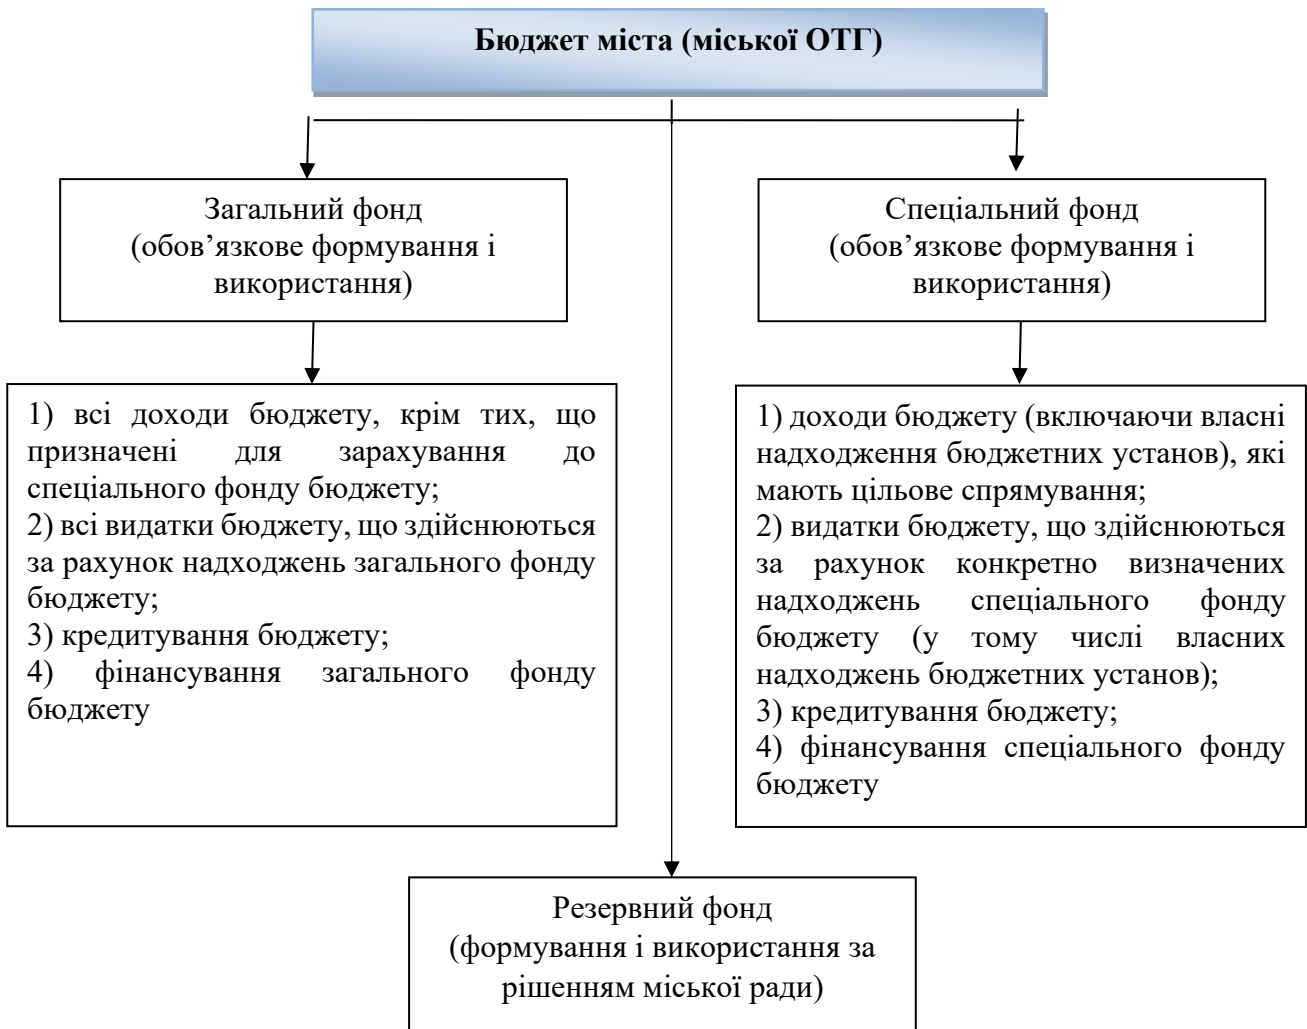 Бюджет міста (міської ОТГ)
Загальний фонд
(обов’язкове формування і
використання)
Спеціальний фонд
(обов’язкове формування і
використання)
1) всі доходи бюджету, крім тих, що
призначені для зарахування до
спеціального фонду бюджету;
2) всі видатки бюджету, що здійснюються
за рахунок надходжень загального фонду
бюджету;
3) кредитування бюджету;
4) фінансування загального фонду
бюджету
1) доходи бюджету (включаючи власні
надходження бюджетних установ), які
мають цільове спрямування;
2) видатки бюджету, що здійснюються
за рахунок конкретно визначених
надходжень спеціального фонду
бюджету (у тому числі власних
надходжень бюджетних установ);
3) кредитування бюджету;
4) фінансування спеціального фонду
бюджету
Резервний фонд
(формування і використання за
рішенням міської ради)